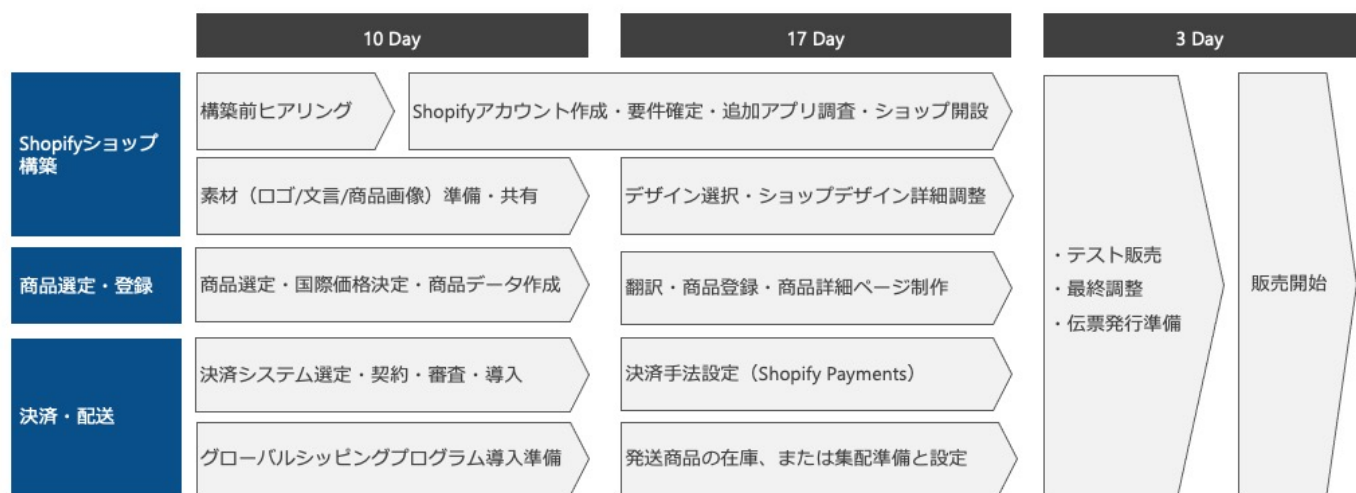 10 Day
17 Day
3 Day
Shopifyショップ
構築
構築前ヒアリング
Shopifyアカウント作成・要件確定・追加アプリ調査・ショップ開設
素材（ロゴ/文言/商品画像）準備・共有
デザイン選択・ショップデザイン詳細調整
商品選定・登録
商品選定・国際価格決定・商品データ作成
翻訳・商品登録・商品詳細ページ制作
決済・配送
決済システム選定・契約・審査・導入
決済手法設定（Shopify Payments）
グローバルシッピングプログラム導入準備
発送商品の在庫、または集配準備と設定
・テスト販売
・最終調整
・伝票発行準備
販売開始